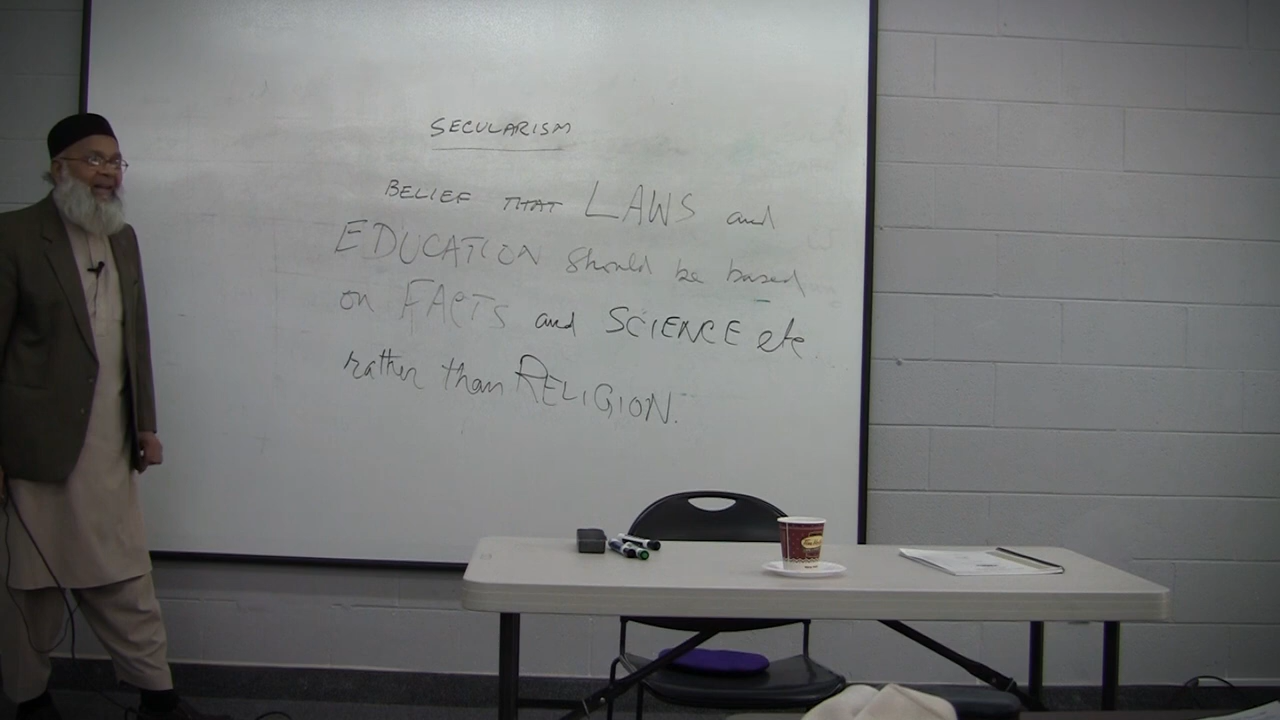 SECULARISM
BELIEF THAT LAWS and
EDUCATION should be based
on FACTS and SCIENCE etc.
rather than RELIGION.